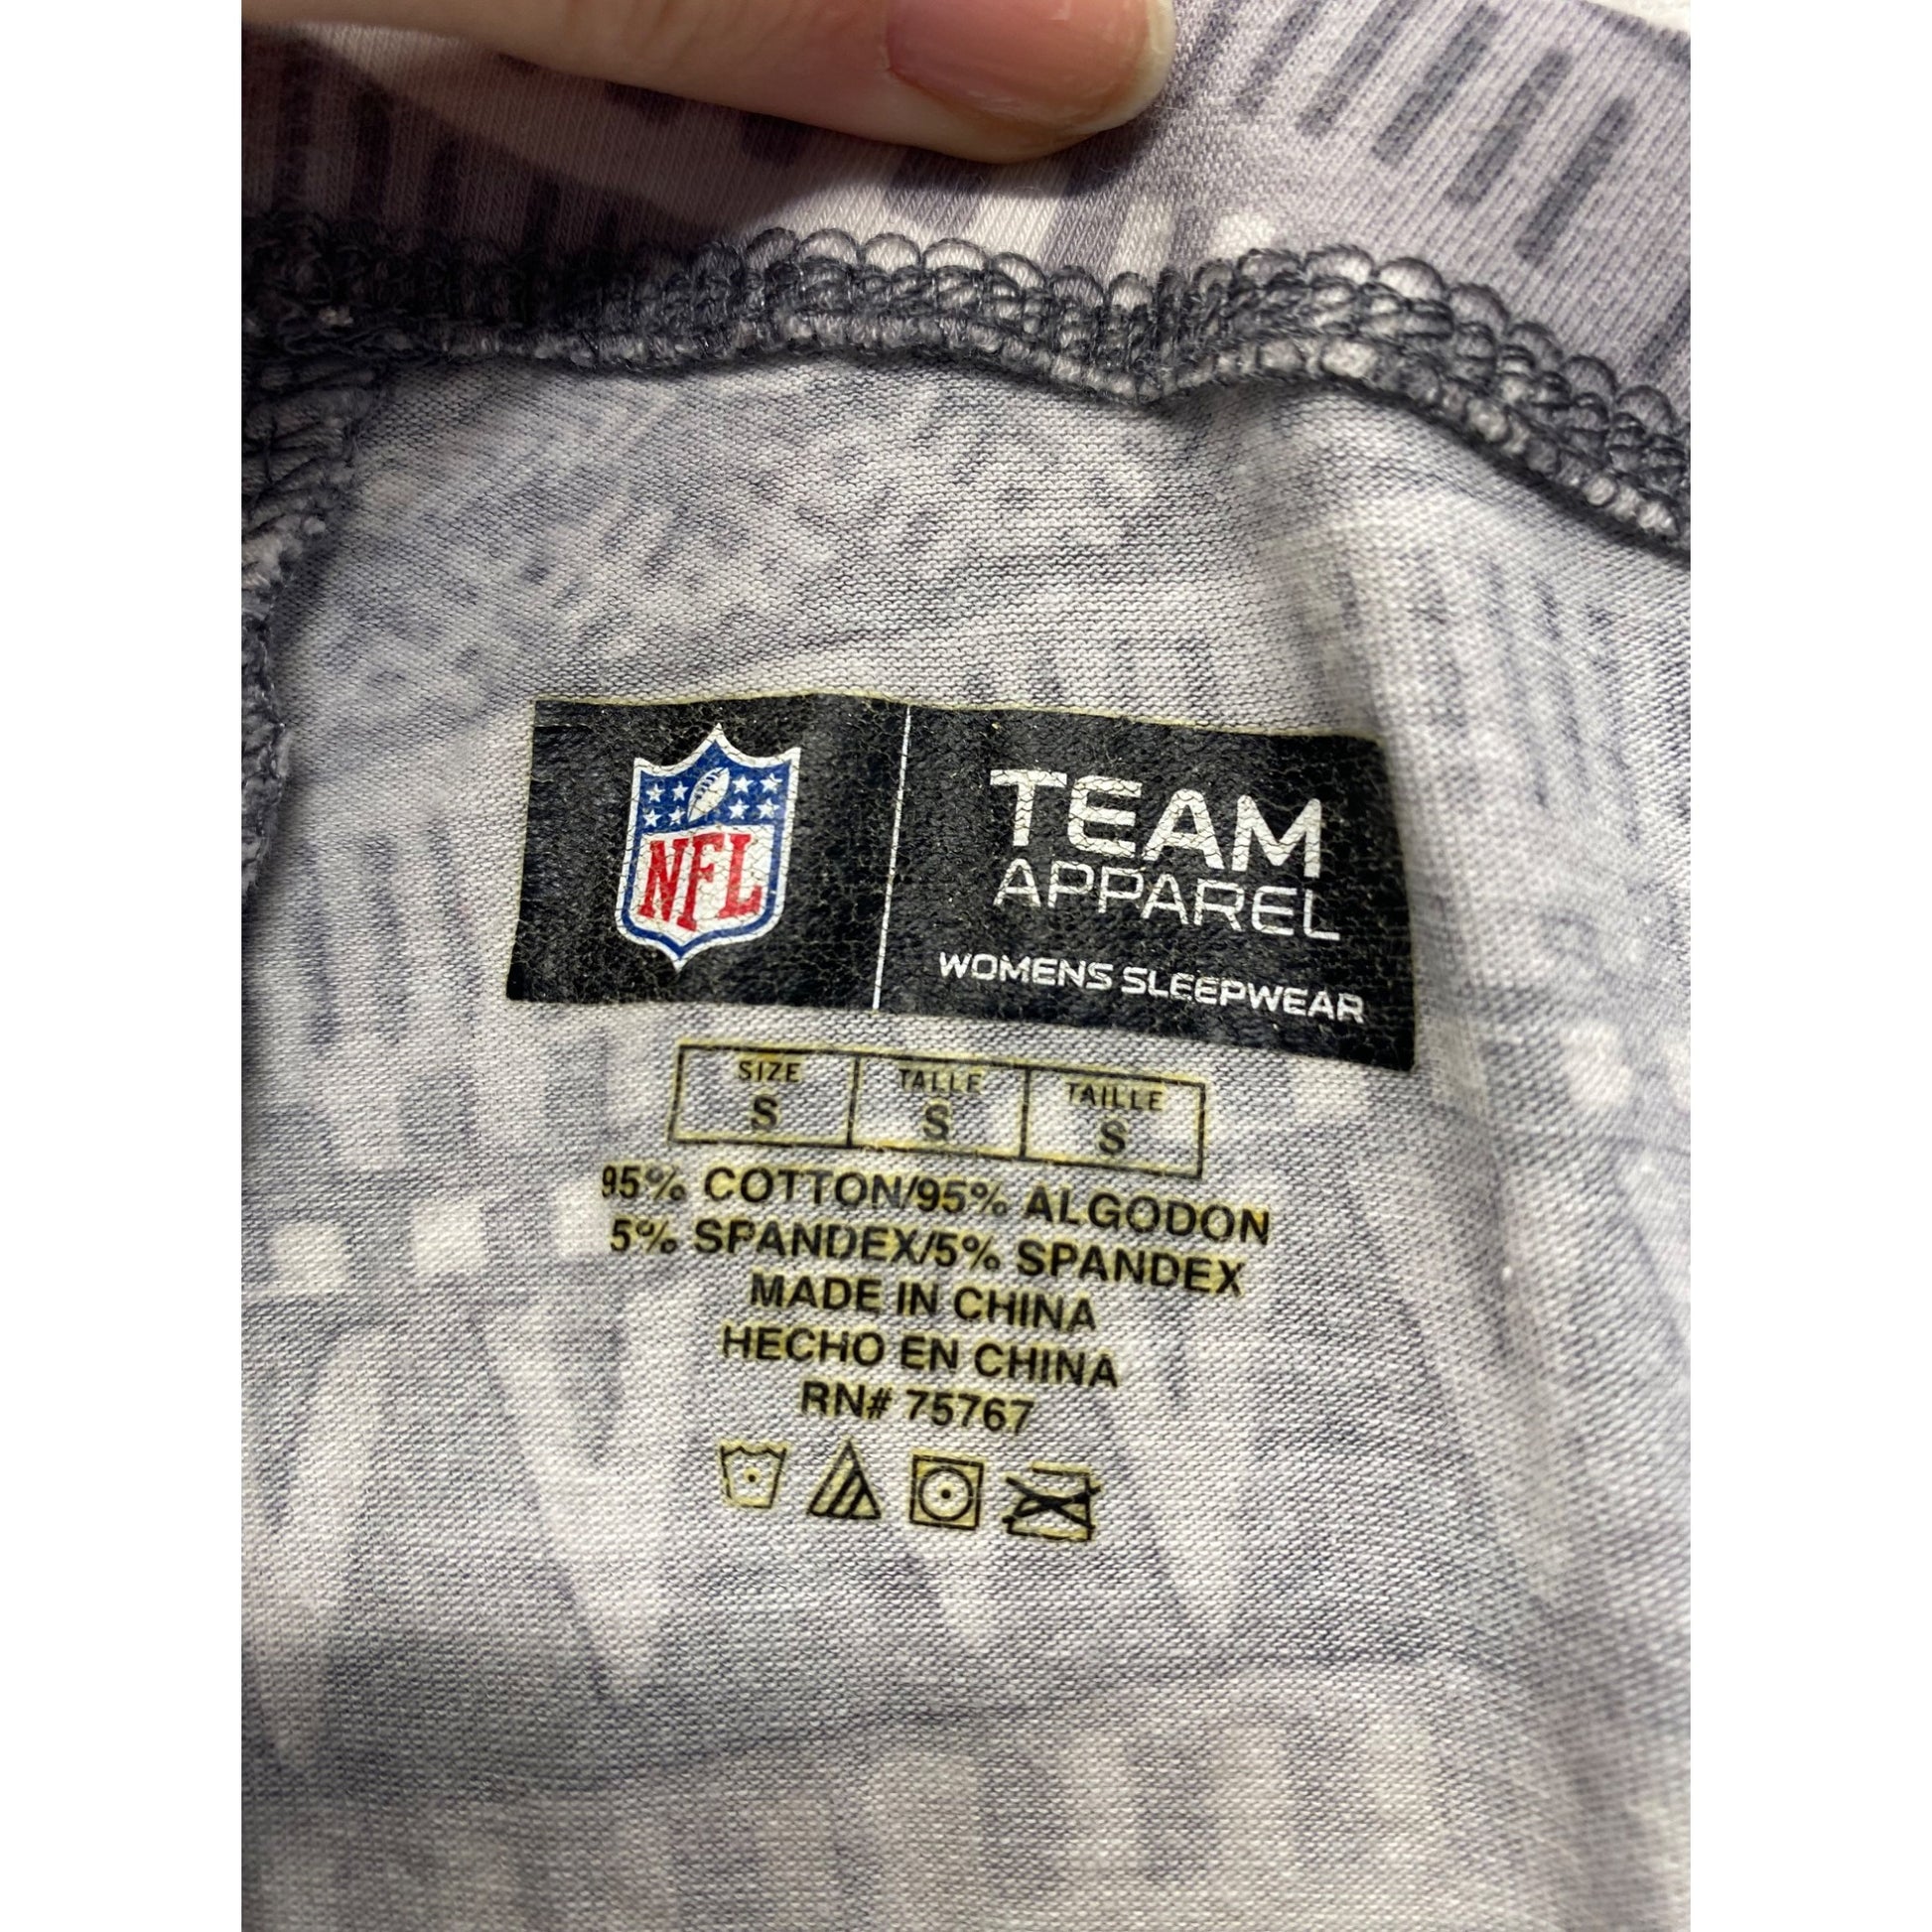 NFL
TEAM
APPAREL
WOMENS SLEEPWEAR
SIZE TALLE TAILLE
S S S
95% COTTON/95% ALGODON
5% SPANDEX/5% SPANDEX
MADE IN CHINA
HECHO EN CHINA
RN# 75767